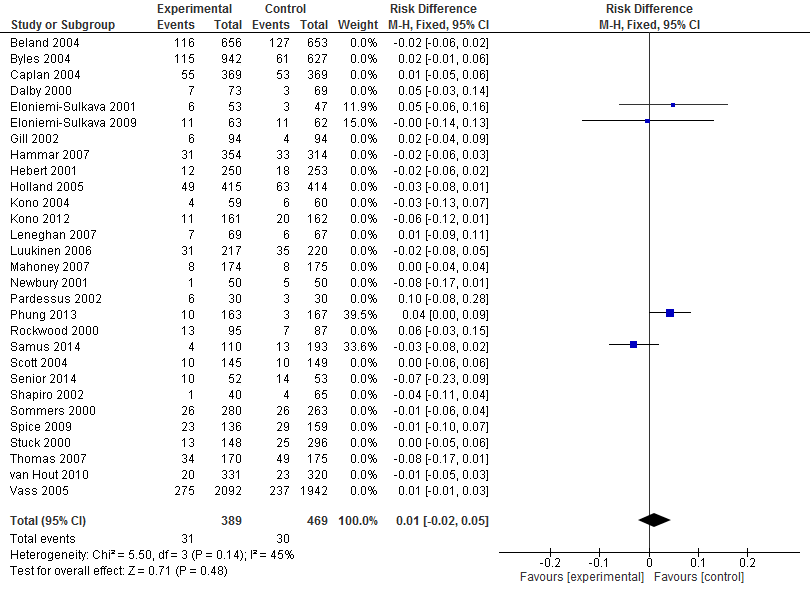 Experimental Control Risk Difference Risk Difference
Study or Subgroup Events Total Events Total Weight M-H, Fixed, 95% CI M-H, Fixed, 95% CI
Beland 2004 116 656 127 653 0.0% -0.02 [-0.06, 0.02]
Byles 2004 115 942 61 627 0.0% 0.02 [-0.01, 0.06]
Caplan 2004 55 369 53 369 0.0% 0.01 [-0.05, 0.06]
Dalby 2000 7 73 3 69 0.0% 0.05 [-0.03, 0.14]
Eloniemi-Sulkava 2001 6 53 3 47 11.9% 0.05 [-0.06, 0.16]
Eloniemi-Sulkava 2009 11 63 11 62 15.0% -0.00 [-0.14, 0.13]
Gill 2002 6 94 4 94 0.0% 0.02 [-0.04, 0.09]
Hammar 2007 31 354 33 314 0.0% -0.02 [-0.06, 0.03]
Hebert 2001 12 250 18 253 0.0% -0.02 [-0.06, 0.02]
Holland 2005 49 415 63 414 0.0% -0.03 [-0.08, 0.01]
Kono 2004 4 59 6 60 0.0% -0.03 [-0.13, 0.07]
Kono 2012 11 161 20 162 0.0% -0.06 [-0.12, 0.01]
Leneghan 2007 7 69 6 67 0.0% 0.01 [-0.09, 0.11]
Luukinen 2006 31 217 35 220 0.0% -0.02 [-0.08, 0.05]
Mahoney 2007 8 174 8 175 0.0% 0.00 [-0.04, 0.04]
Newbury 2001 1 50 5 50 0.0% -0.08 [-0.17, 0.01]
Pardessus 2002 6 30 3 30 0.0% 0.10 [-0.08, 0.28]
Phung 2013 10 163 3 167 39.5% 0.04 [0.00, 0.09]
Rockwood 2000 13 95 7 87 0.0% 0.06 [-0.03, 0.15]
Samus 2014 4 110 13 193 33.6% -0.03 [-0.08, 0.02]
Scott 2004 10 145 10 149 0.0% 0.00 [-0.06, 0.06]
Senior 2014 10 52 14 53 0.0% -0.07 [-0.23, 0.09]
Shapiro 2002 1 40 4 65 0.0% -0.04 [-0.11, 0.04]
Sommers 2000 26 280 26 263 0.0% -0.01 [-0.06, 0.04]
Spice 2009 23 136 29 159 0.0% -0.01 [-0.10, 0.07]
Stuck 2000 13 148 25 296 0.0% 0.00 [-0.05, 0.06]
Thomas 2007 34 170 49 175 0.0% -0.08 [-0.17, 0.01]
van Hout 2010 20 331 23 320 0.0% -0.01 [-0.05, 0.03]
Vass 2005 275 2092 237 1942 0.0% 0.01 [-0.01, 0.03]
Total (95% CI) 389 469 100.0% 0.01 [-0.02, 0.05]
Total events 31 30
Heterogeneity: Chi² = 5.50, df = 3 (P = 0.14); I² = 45%
Test for overall effect: Z = 0.71 (P = 0.48)
-0.2 -0.1 0 0.1 0.2
Favours [experimental] Favours [control]